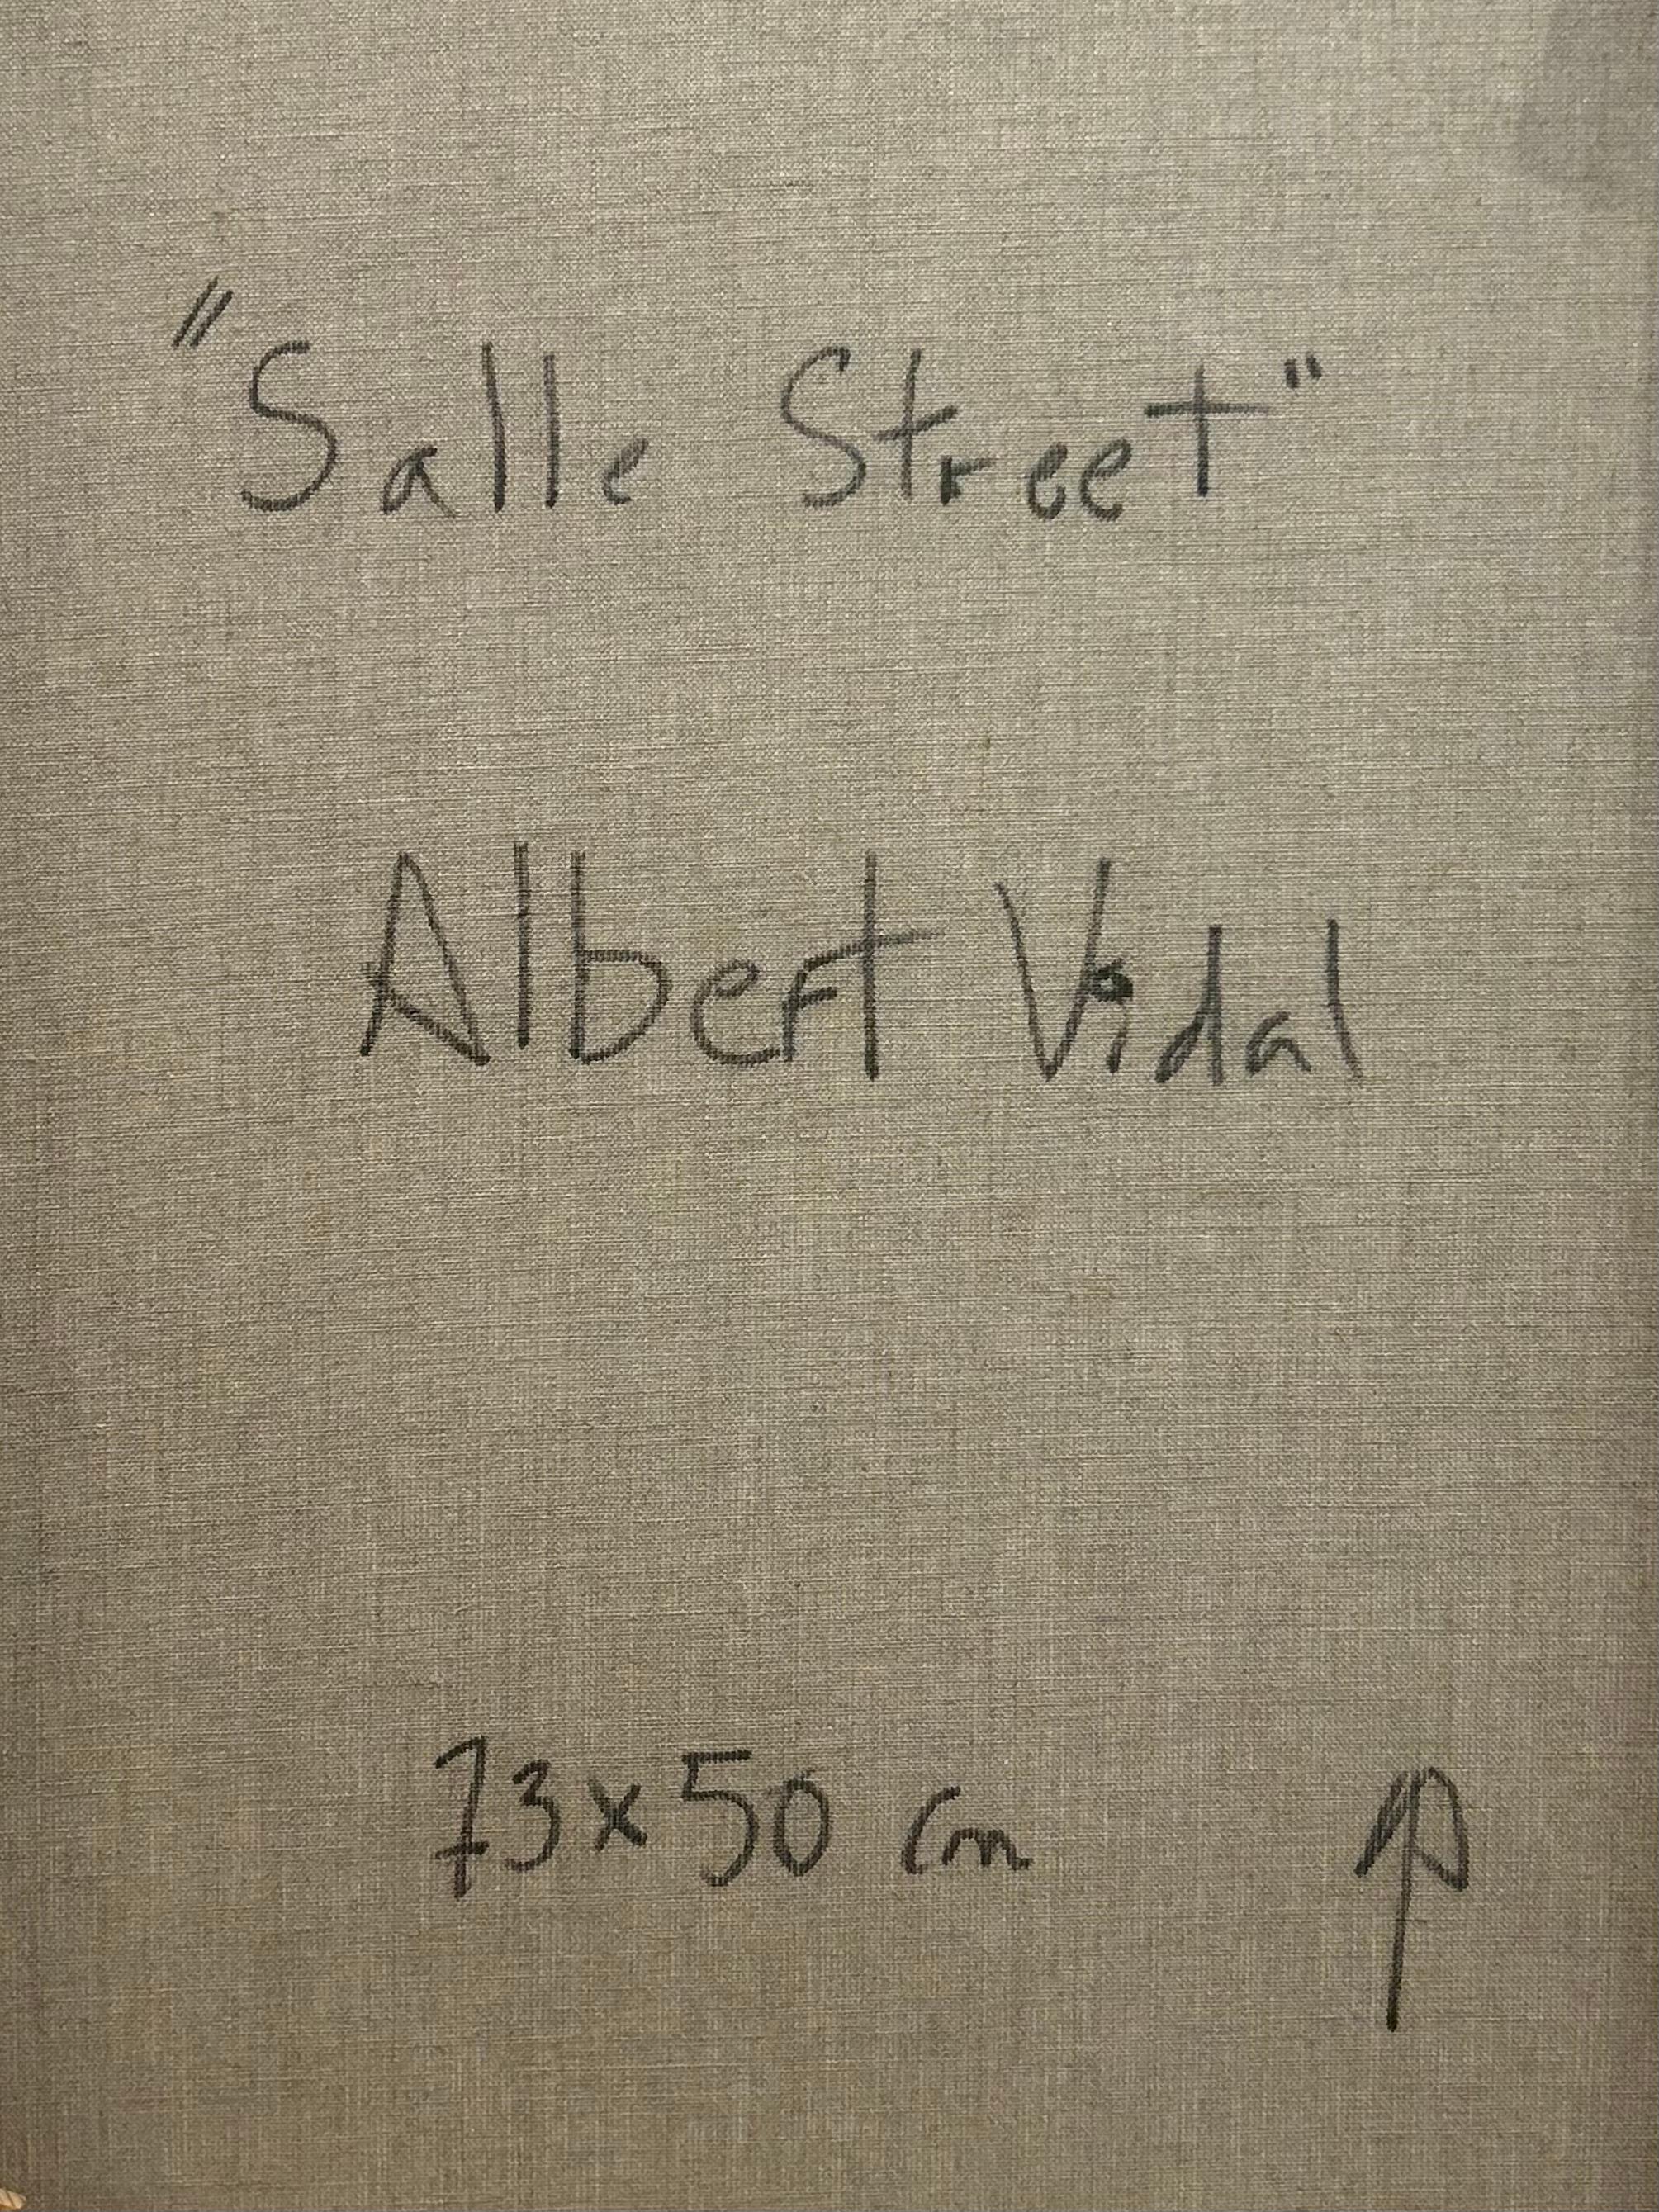 "Salle Street"
Albert Vidal
73x50 cm